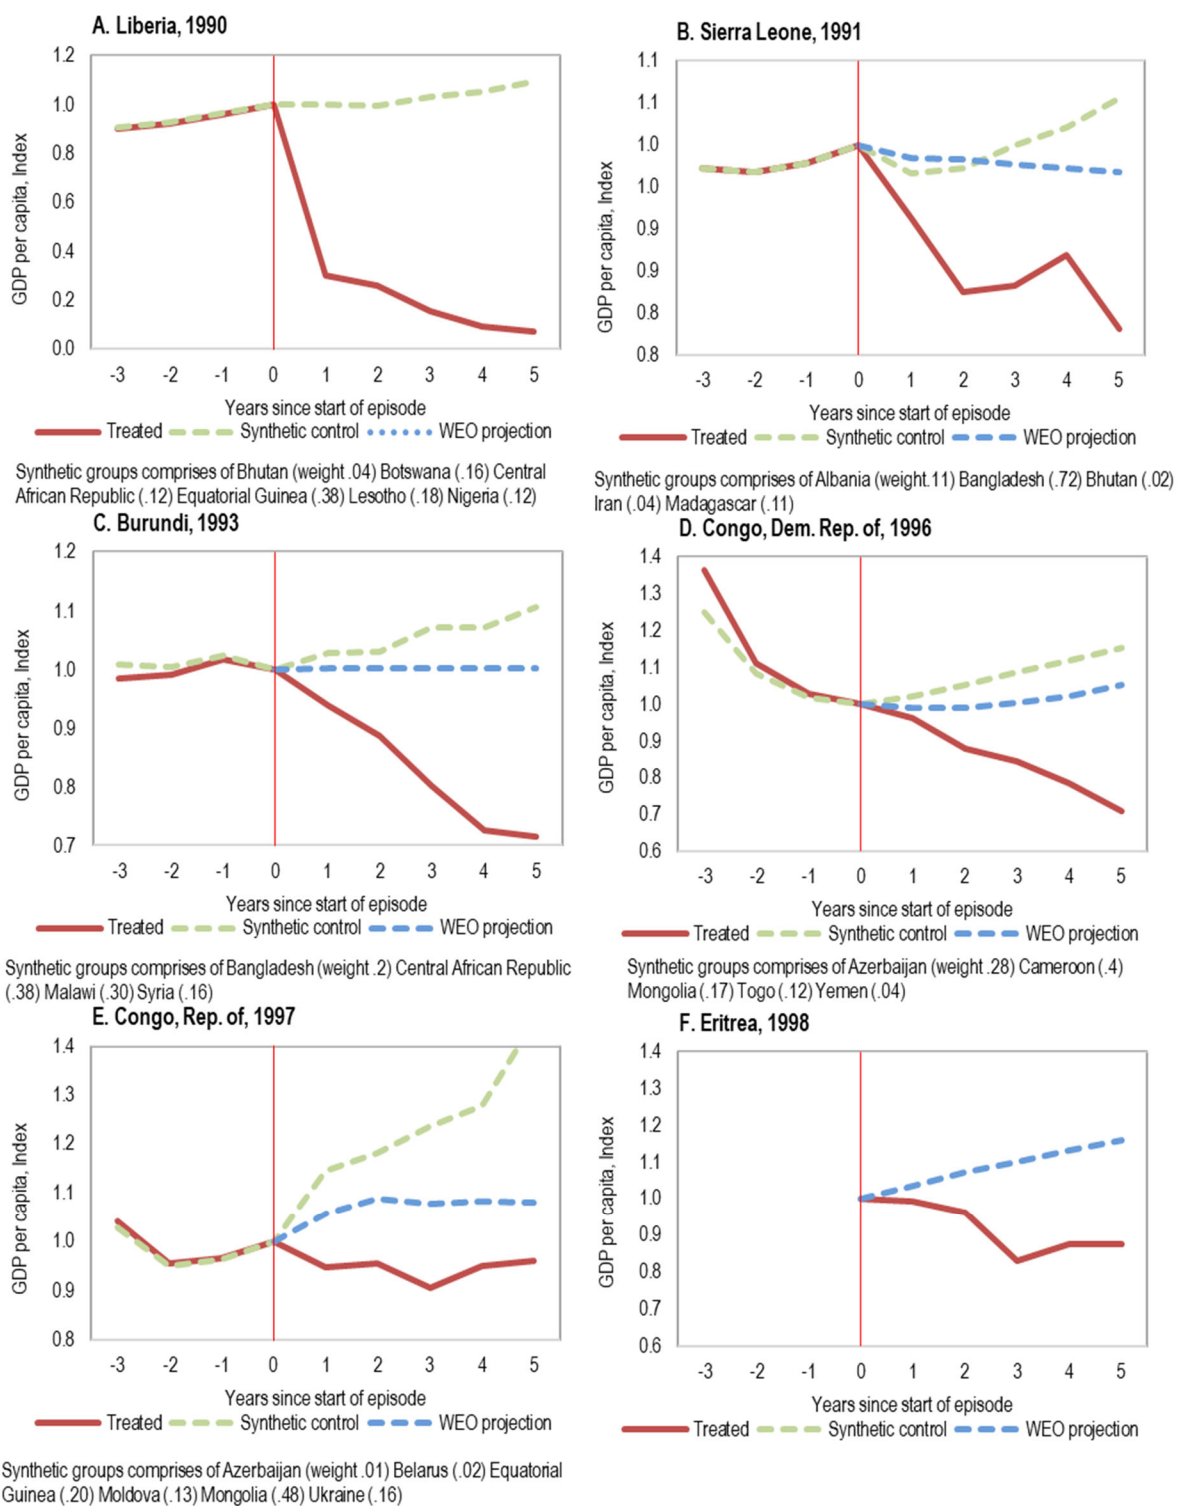 A. Liberia, 1990
GDP per capita, Index
1.2
1.0
0.8
0.6
0.4
0.2
0.0
-3 -2 -1 0 1 2 3 4 5
Years since start of episode
Treated Synthetic control WEO projection
Synthetic groups comprises of Bhutan (weight .04) Botswana (.16) Central
African Republic (.12) Equatorial Guinea (.38) Lesotho (.18) Nigeria (.12)
B. Sierra Leone, 1991
GDP per capita, Index
1.1
1.1
1.0
1.0
0.9
0.9
0.8
0.8
-3 -2 -1 0 1 2 3 4 5
Years since start of episode
Treated Synthetic control WEO projection
Synthetic groups comprises of Albania (weight.11) Bangladesh (.72) Bhutan (.02)
Iran (.04) Madagascar (.11)
C. Burundi, 1993
GDP per capita, Index
1.2
1.1
1.0
0.9
0.8
0.7
-3 -2 -1 0 1 2 3 4 5
Years since start of episode
Treated Synthetic control WEO projection
Synthetic groups comprises of Bangladesh (weight .2) Central African Republic
(.38) Malawi (.30) Syria (.16)
D. Congo, Dem. Rep. of, 1996
GDP per capita, Index
1.4
1.3
1.2
1.1
1.0
0.9
0.8
0.7
0.6
-3 -2 -1 0 1 2 3 4 5
Years since start of episode
Treated Synthetic control WEO projection
Synthetic groups comprises of Azerbaijan (weight .28) Cameroon (.4)
Mongolia (.17) Togo (.12) Yemen (.04)
E. Congo, Rep. of, 1997
GDP per capita, Index
1.4
1.3
1.2
1.1
1.0
0.9
0.8
-3 -2 -1 0 1 2 3 4 5
Years since start of episode
Treated Synthetic control WEO projection
Synthetic groups comprises of Azerbaijan (weight .01) Belarus (.02) Equatorial
Guinea (.20) Moldova (.13) Mongolia (.48) Ukraine (.16)
F. Eritrea, 1998
GDP per capita, Index
1.4
1.3
1.2
1.1
1.0
0.9
0.8
0.7
0.6
-3 -2 -1 0 1 2 3 4 5
Years since start of episode
Treated Synthetic control WEO projection